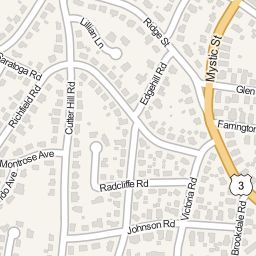 Lillian Ln
Ridge St
Mystic St
Saratoga Rd
Edgehill Rd
Glen
Richfield Rd
Cutter Hill Rd
Farrington
Montrose Ave
Radcliffe Rd
3
Victoria Rd
Johnson Rd
Brookdale Rd